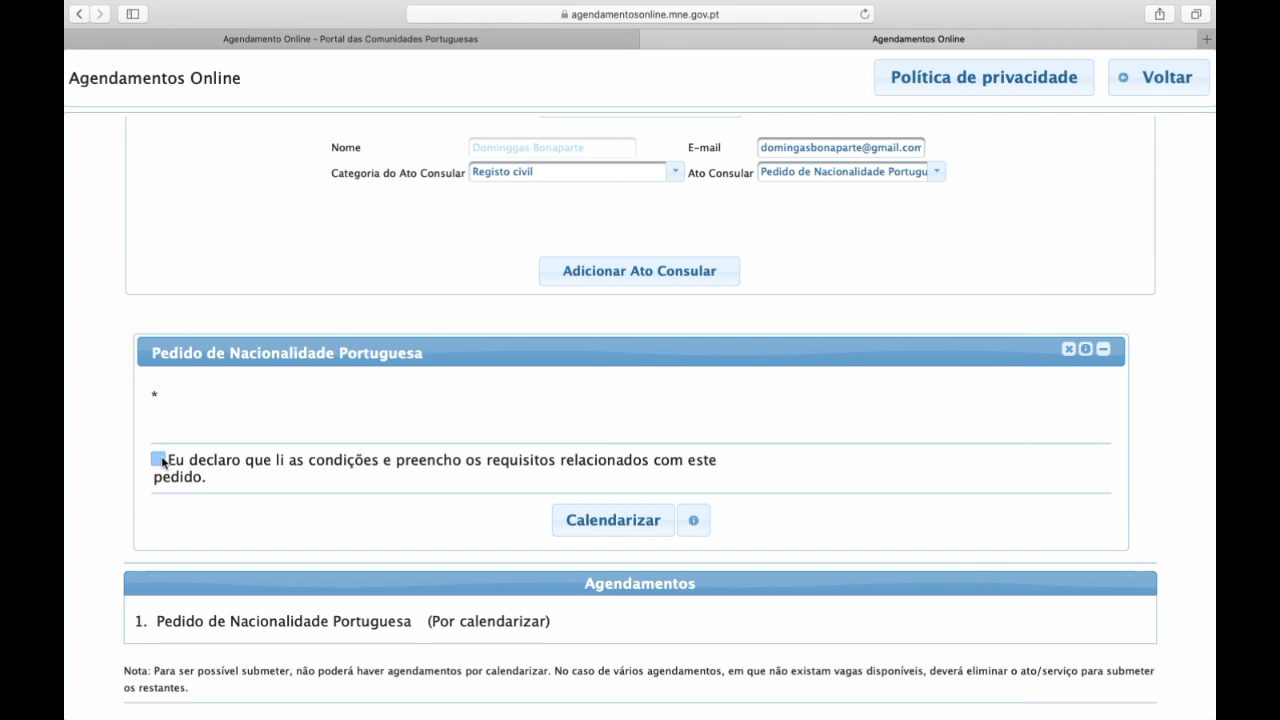 agendamentosonline.mne.gov.pt
Agendamento Online - Portal das Comunidades Portuguesas
Agendamentos Online
Agendamentos Online
Política de privacidade
Voltar
Nome
Dominggas Bonaparte
E-mail
domingasbonaparte@gmail.com
Categoria do Ato Consular
Registo civil
Ato Consular
Pedido de Nacionalidade Portugu
Adicionar Ato Consular
Pedido de Nacionalidade Portuguesa
*
Eu declaro que li as condições e preencho os requisitos relacionados com este
pedido.
Calendarizar
Agendamentos
1. Pedido de Nacionalidade Portuguesa (Por calendarizar)
Nota: Para ser possível submeter, não poderá haver agendamentos por calendarizar. No caso de vários agendamentos, em que não existam vagas disponíveis, deverá eliminar o ato/serviço para submeter
os restantes.